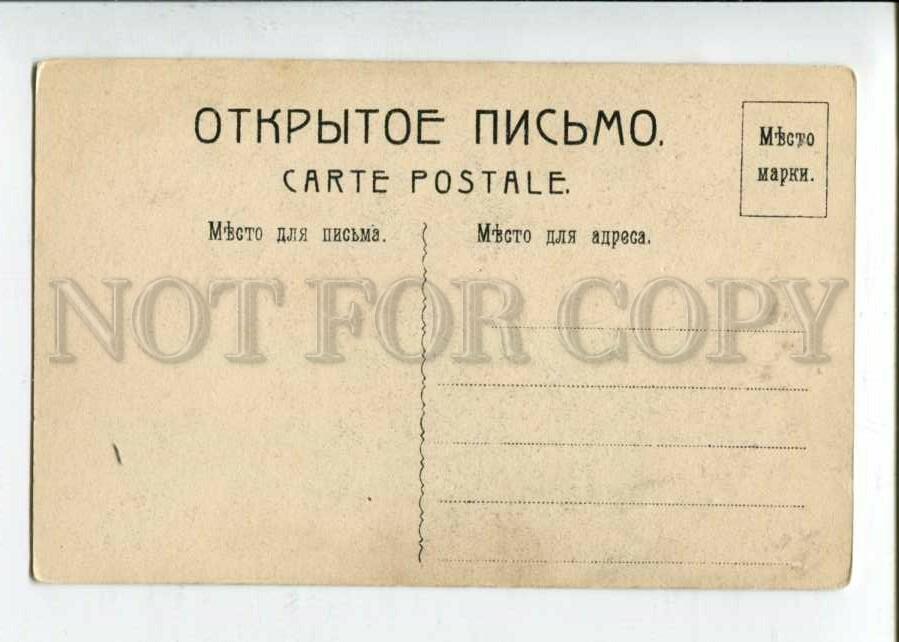 ОТКРЫТОЕ ПИСЬМО.
CARTE POSTALE.
Мѣсто марки.
Мѣсто для письма.
Мѣсто для адреса.
NOT FOR COPY